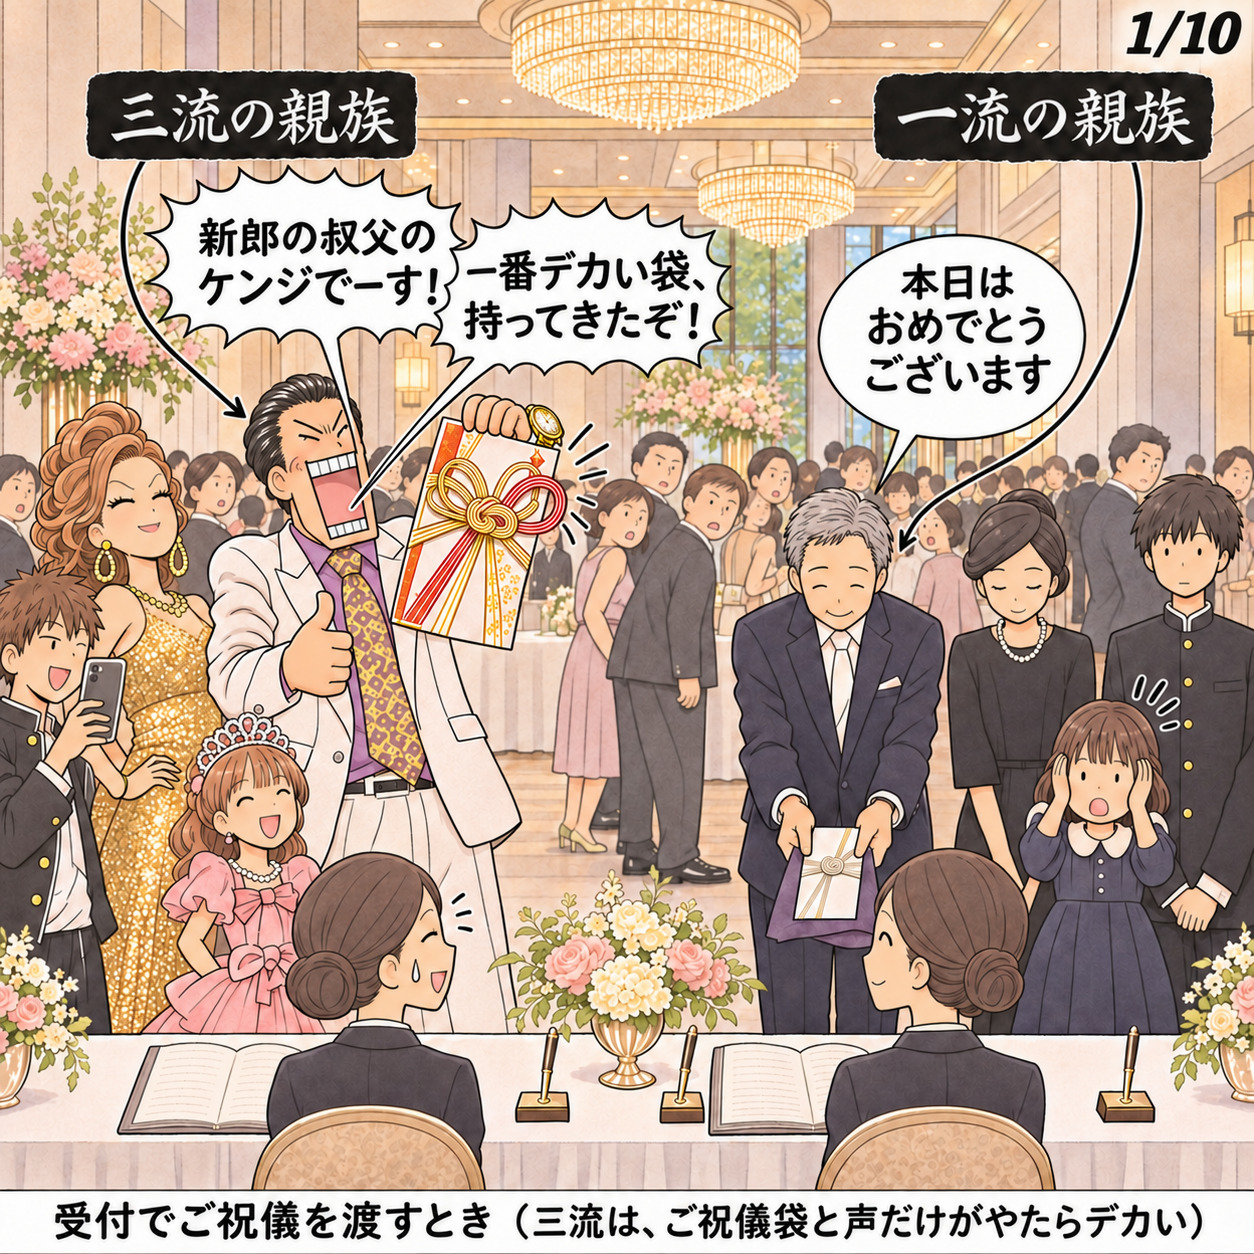 1/10
三流の親族
一流の親族
新郎の叔父の
ケンジでーす!
一番デカい袋、
持ってきたぞ!
本日は
おめでとう
ございます
受付でご祝儀を渡すとき（三流は、ご祝儀袋と声だけがやたらデカい）